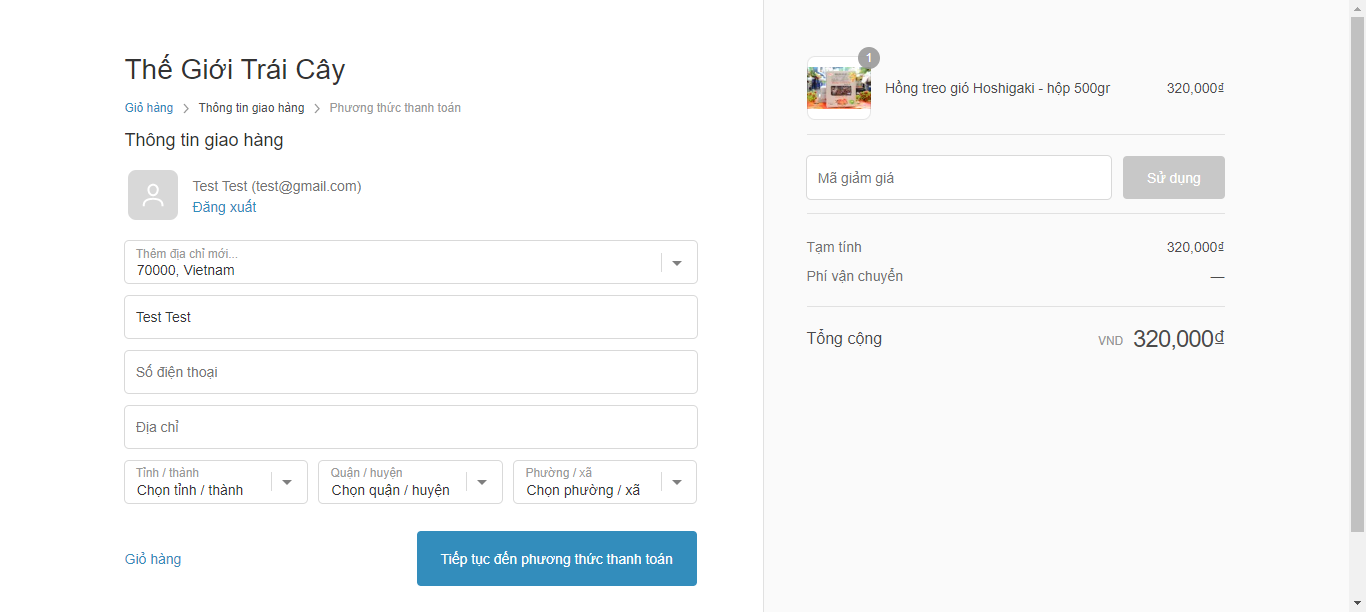 Thế Giới Trái Cây
Giỏ hàng > Thông tin giao hàng > Phương thức thanh toán
Thông tin giao hàng
Test Test (test@gmail.com)
Đăng xuất
Thêm địa chỉ mới...
70000, Vietnam
Test Test
Số điện thoại
Địa chỉ
Tỉnh / thành
Chọn tỉnh / thành
Quận / huyện
Chọn quận / huyện
Phường / xã
Chọn phường / xã
Giỏ hàng
Tiếp tục đến phương thức thanh toán
1
Hồng treo gió Hoshigaki - hộp 500gr 320,000₫
Mã giảm giá
Sử dụng
Tạm tính 320,000₫
Phí vận chuyển —
Tổng cộng VND 320,000₫